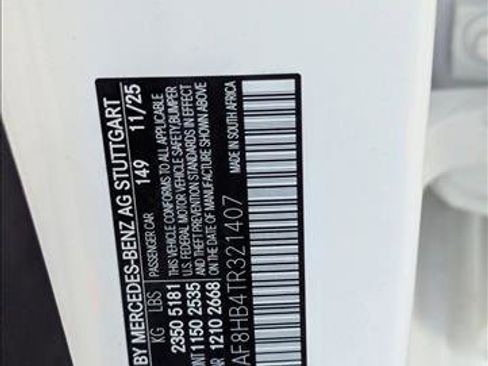 BY MERCEDES-BENZ AG STUTTGART
149 11/25
KG LBS PASSENGER CAR
2350 5181 THIS VEHICLE CONFORMS TO ALL APPLICABLE
U.S. FEDERAL MOTOR VEHICLE SAFETY,BUMPER
1150 2535 AND THEFT PREVENTION STANDARDS IN EFFECT
1210 2668 ON THE DATE OF MANUFACTURE SHOWN ABOVE
MADE IN SOUTH AFRICA
AF8HB4TR321407